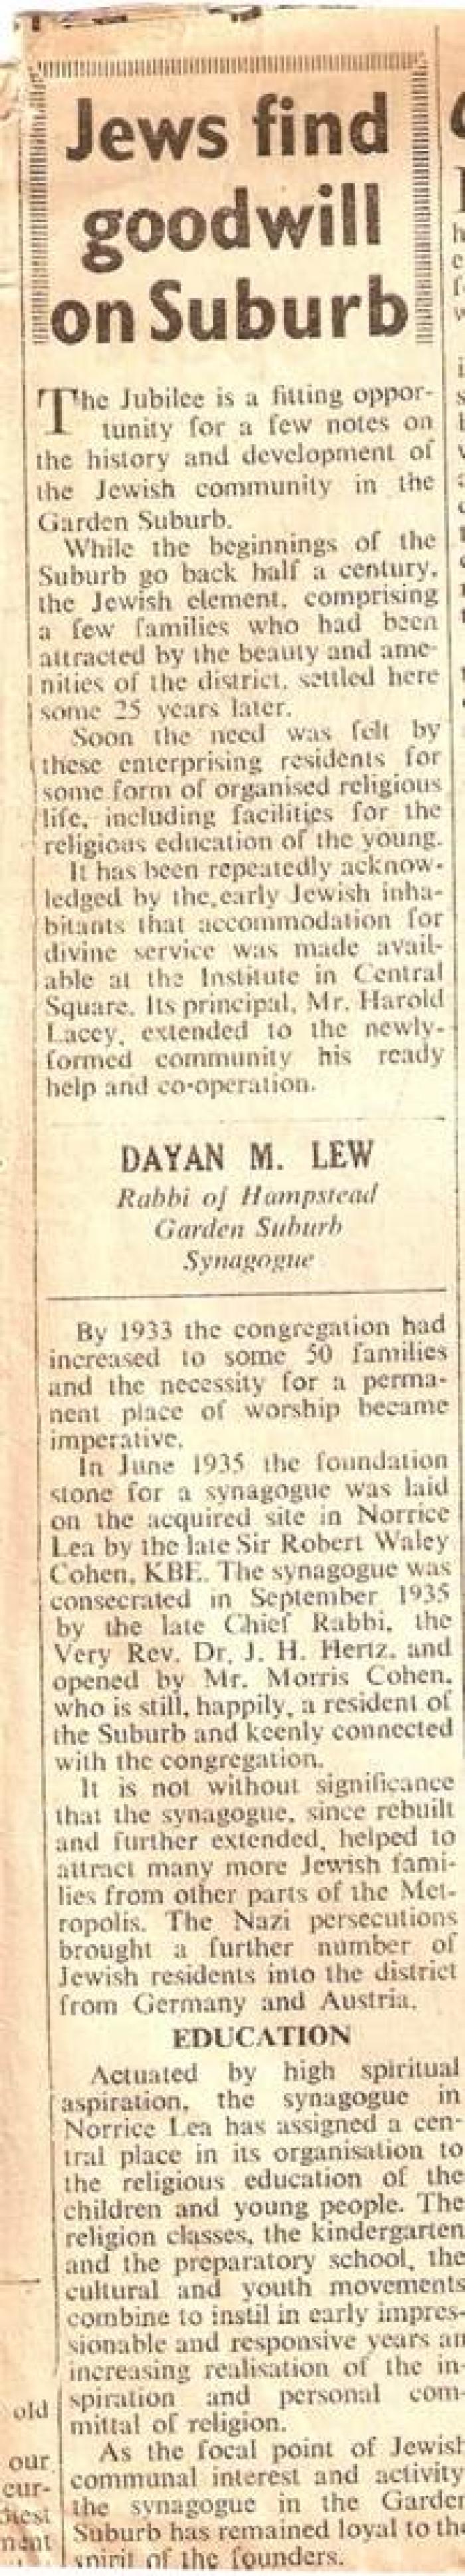 Jews find
goodwill
on Suburb
The Jubilee is a fitting oppor-
tunity for a few notes on
the history and development of
the Jewish community in the
Garden Suburb.
While the beginnings of the
Suburb go back half a century,
the Jewish element, comprising
a few families who had been
attracted by the beauty and ame-
nities of the district, settled here
some 25 years later.
Soon the need was felt by
these enterprising residents for
some form of organised religious
life, including facilities for the
religious education of the young.
It has been repeatedly acknow-
ledged by the early Jewish inha-
bitants that accommodation for
divine service was made avail-
able at the Institute in Central
Square. Its principal, Mr. Harold
Lacey, extended to the newly-
formed community his ready
help and co-operation.
DAYAN M. LEW
Rabbi of Hampstead
Garden Suburb
Synagogue
By 1933 the congregation had
increased to some 50 families
and the necessity for a perma-
nent place of worship became
imperative.
In June 1935 the foundation
stone for a synagogue was laid
on the acquired site in Norrice
Lea by the late Sir Robert Waley
Cohen, KBE. The synagogue was
consecrated in September 1935
by the late Chief Rabbi, the
Very Rev. Dr. J. H. Hertz, and
opened by Mr. Morris Cohen,
who is still, happily, a resident of
the Suburb and keenly connected
with the congregation.
It is not without significance
that the synagogue, since rebuilt
and further extended, helped to
attract many more Jewish fami-
lies from other parts of the Met-
ropolis. The Nazi persecutions
brought a further number of
Jewish residents into the district
from Germany and Austria.
EDUCATION
Actuated by high spiritual
aspiration, the synagogue in
Norrice Lea has assigned a cen-
tral place in its organisation to
the religious education of the
children and young people. The
religion classes, the kindergarten
and the preparatory school, the
cultural and youth movements
combine to instil in early impres-
sionable and responsive years an
increasing realisation of the in-
spiration and personal com-
mittal of religion.
As the focal point of Jewish
communal interest and activity
the synagogue in the Garden
Suburb has remained loyal to the
spirit of the founders.
old
our
cur-